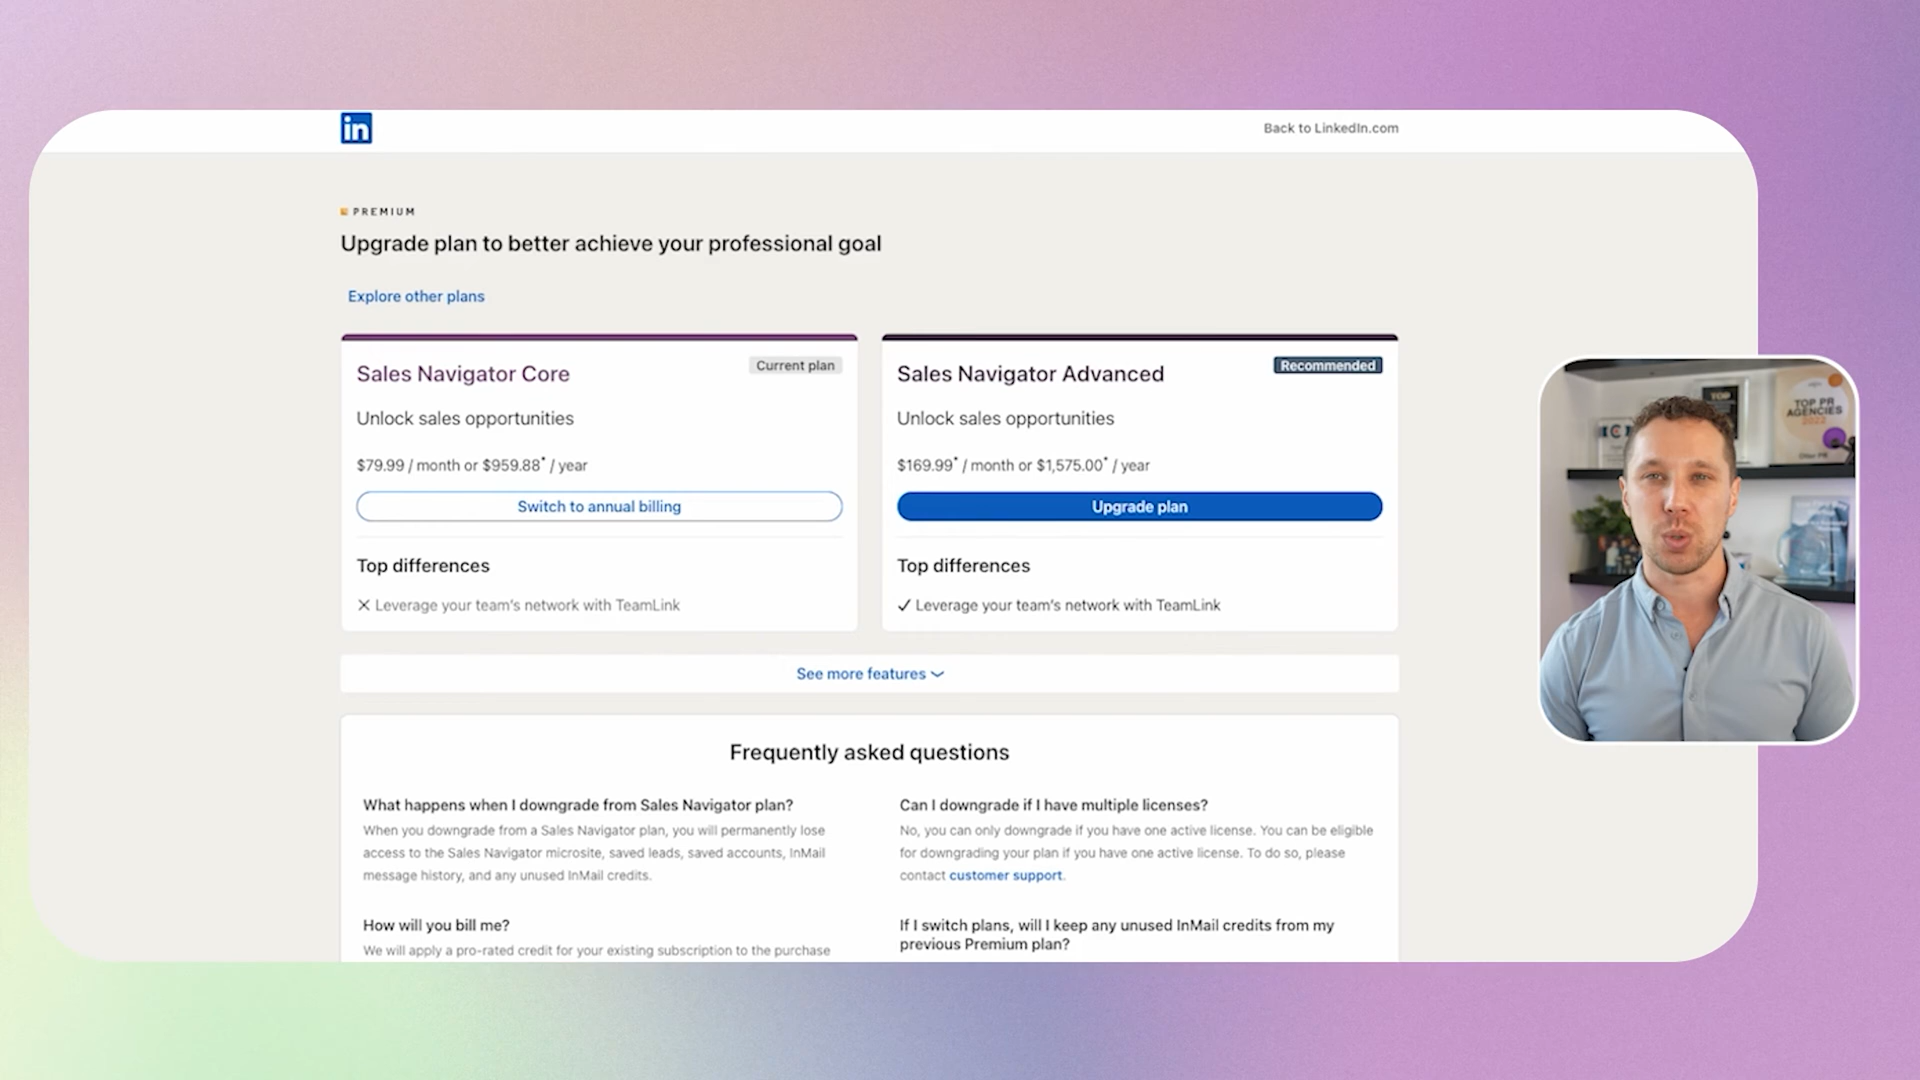 in
Back to LinkedIn.com
PREMIUM
Upgrade plan to better achieve your professional goal
Explore other plans
Sales Navigator Core
Current plan
Unlock sales opportunities
$79.99 / month or $959.88* / year
Switch to annual billing
Top differences
Leverage your team's network with TeamLink
Sales Navigator Advanced
Recommended
Unlock sales opportunities
$169.99* / month or $1,575.00* / year
Upgrade plan
Top differences
Leverage your team's network with TeamLink
See more features
Frequently asked questions
What happens when I downgrade from Sales Navigator plan?
When you downgrade from a Sales Navigator plan, you will permanently lose
access to the Sales Navigator microsite, saved leads, saved accounts, InMail
message history, and any unused InMail credits.
Can I downgrade if I have multiple licenses?
No, you can only downgrade if you have one active license. You can be eligible
for downgrading your plan if you have one active license. To do so, please
contact customer support.
How will you bill me?
We will apply a pro-rated credit for your existing subscription to the purchase
If I switch plans, will I keep any unused InMail credits from my
previous Premium plan?
TOP
TOP PR
AGENCIES
2022